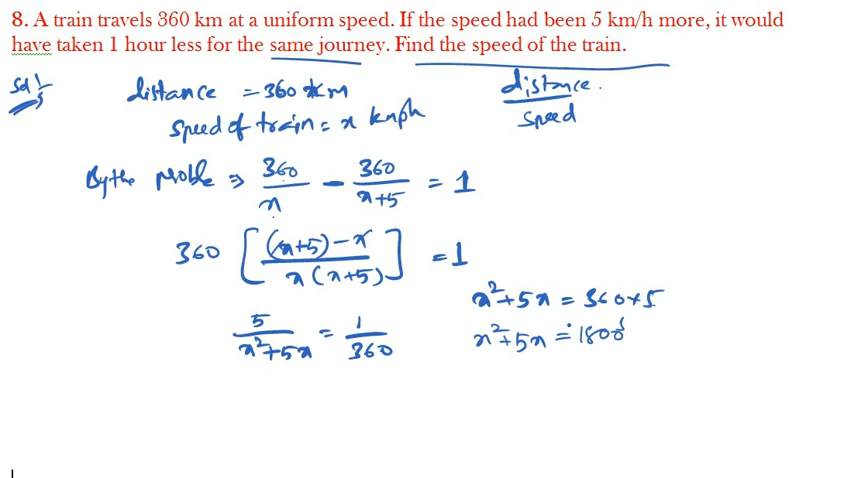 8. A train travels 360 km at a uniform speed. If the speed had been 5 km/h more, it would
have taken 1 hour less for the same journey. Find the speed of the train.
Sol:-
distance = 360 km
distance
speed
Speed of train = x kmph
By the proble ⇒ 360/x - 360/x+5 = 1
360 [(x+5)-x / x(x+5)] = 1
5/x²+5x = 1/360
x²+5x = 360×5
x²+5x = 1800